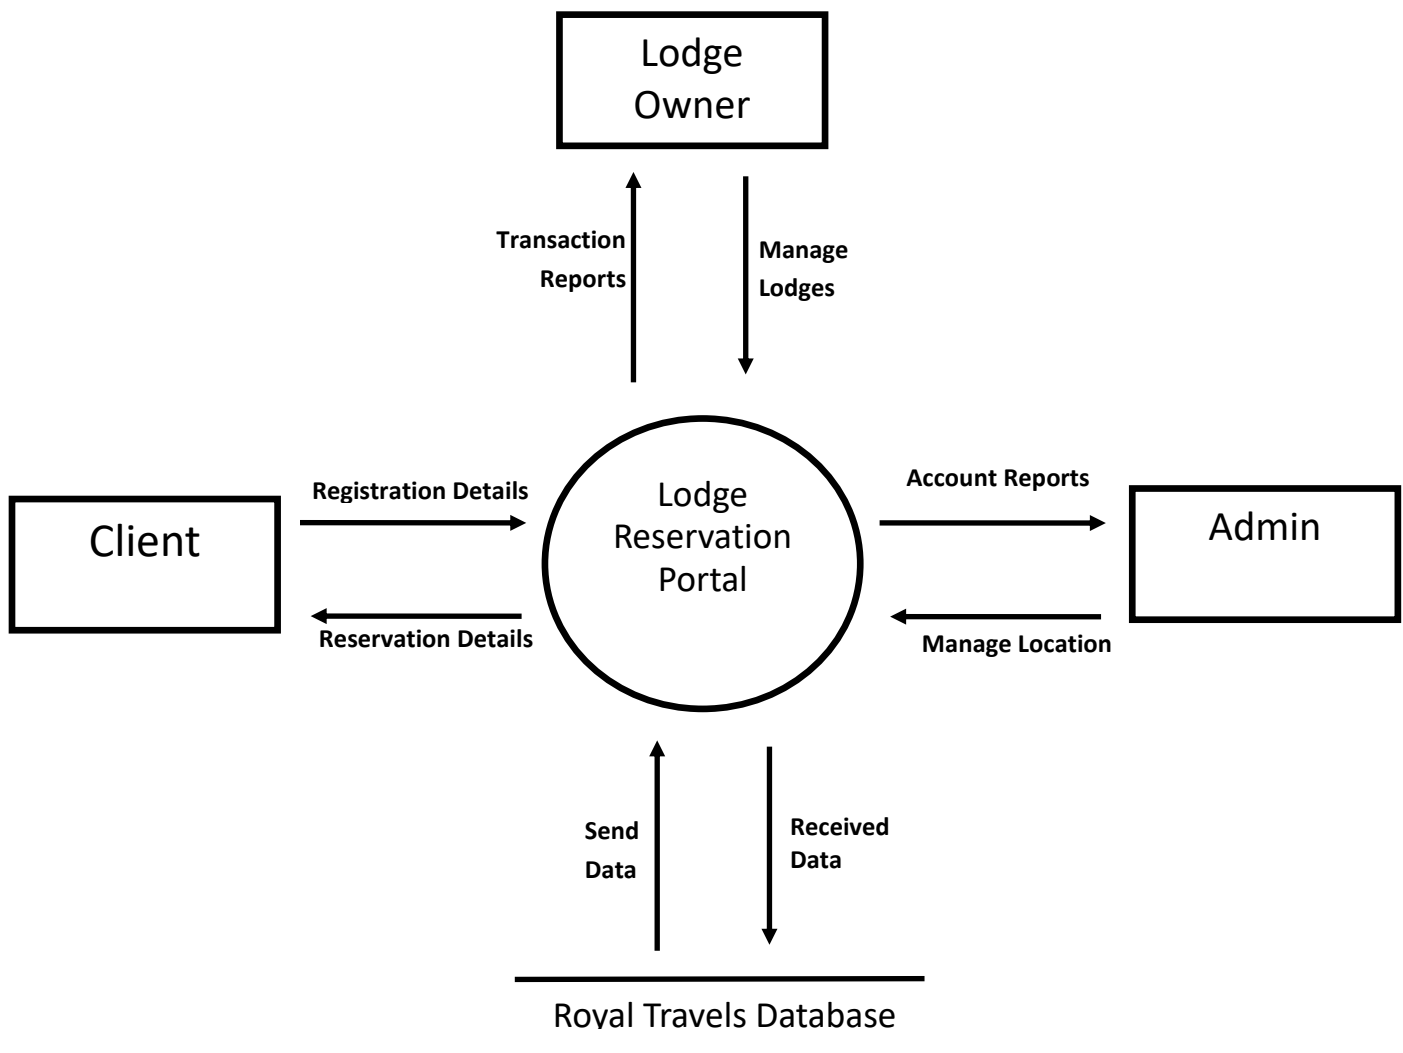 Lodge
Owner
Transaction
Reports
Manage
Lodges
Registration Details
Account Reports
Client
Lodge
Reservation
Portal
Admin
Reservation Details
Manage Location
Send
Data
Received
Data
Royal Travels Database